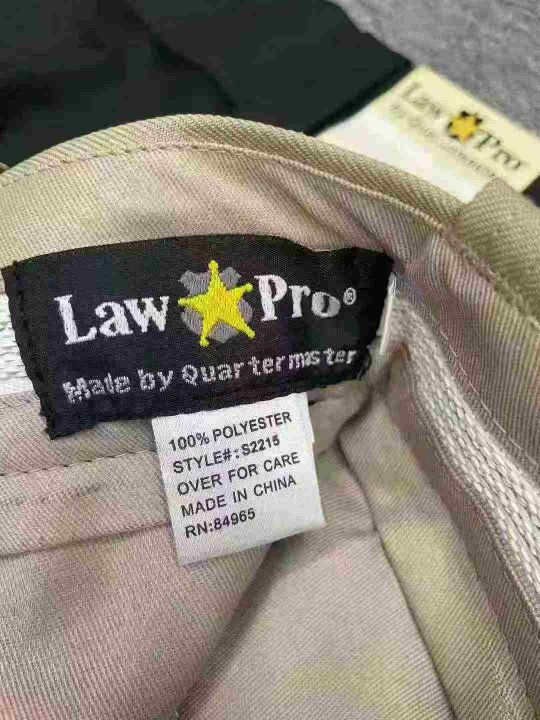 Law Pro
Law Pro®
Made by Quartermaster
100% POLYESTER
STYLE#: S2215
OVER FOR CARE
MADE IN CHINA
RN:84965